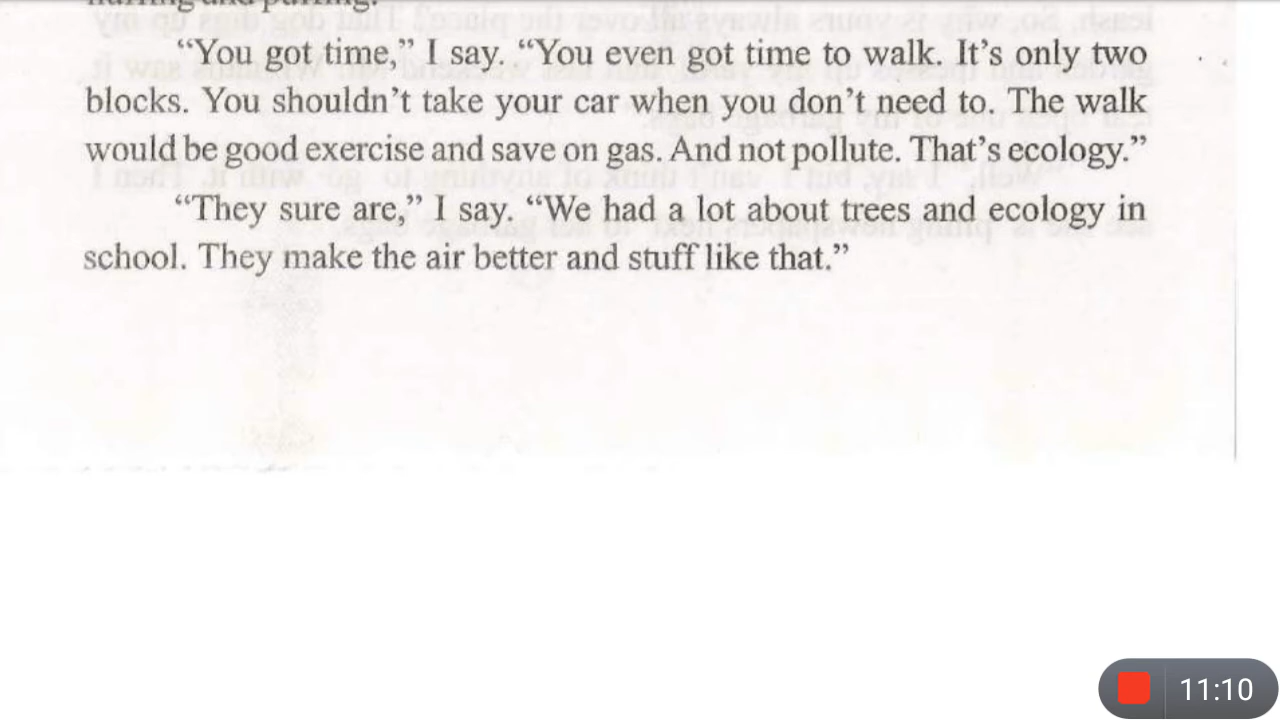 "You got time," I say. "You even got time to walk. It's only two
blocks. You shouldn't take your car when you don't need to. The walk
would be good exercise and save on gas. And not pollute. That's ecology."
"They sure are," I say. "We had a lot about trees and ecology in
school. They make the air better and stuff like that."
11:10